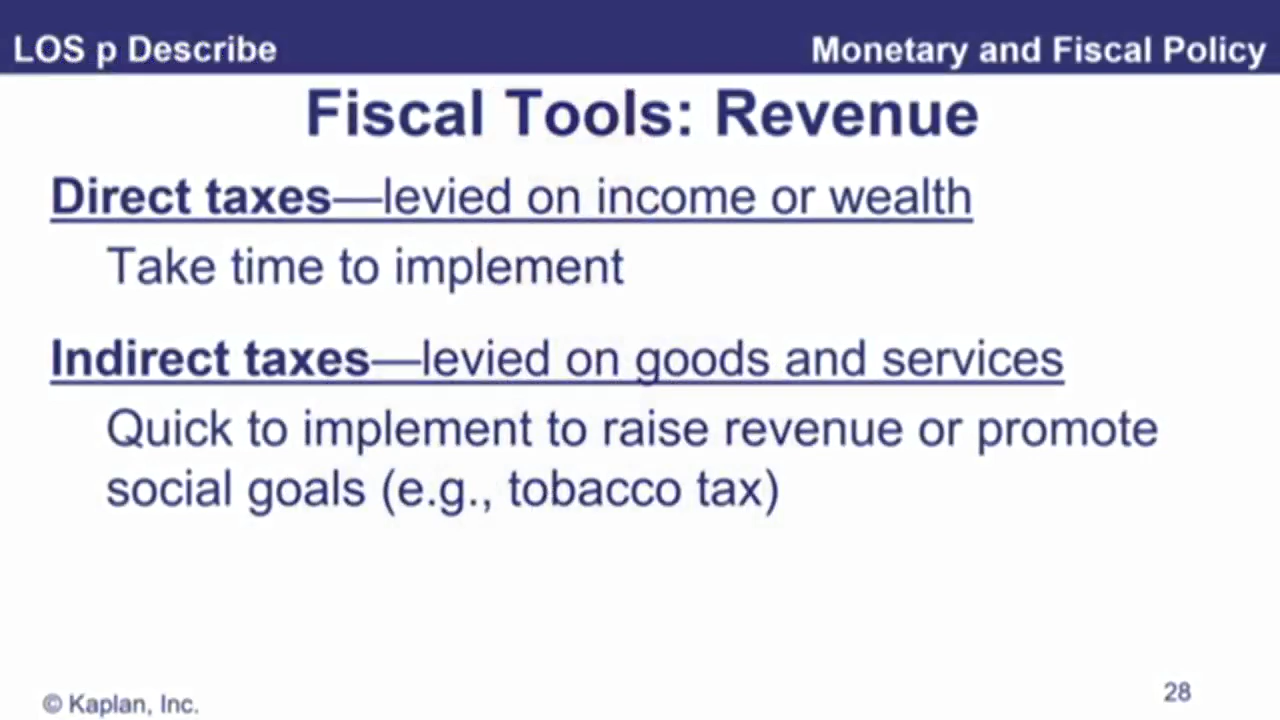 LOS p Describe
Monetary and Fiscal Policy
Fiscal Tools: Revenue
Direct taxes—levied on income or wealth
Take time to implement
Indirect taxes—levied on goods and services
Quick to implement to raise revenue or promote
social goals (e.g., tobacco tax)
© Kaplan, Inc.
28